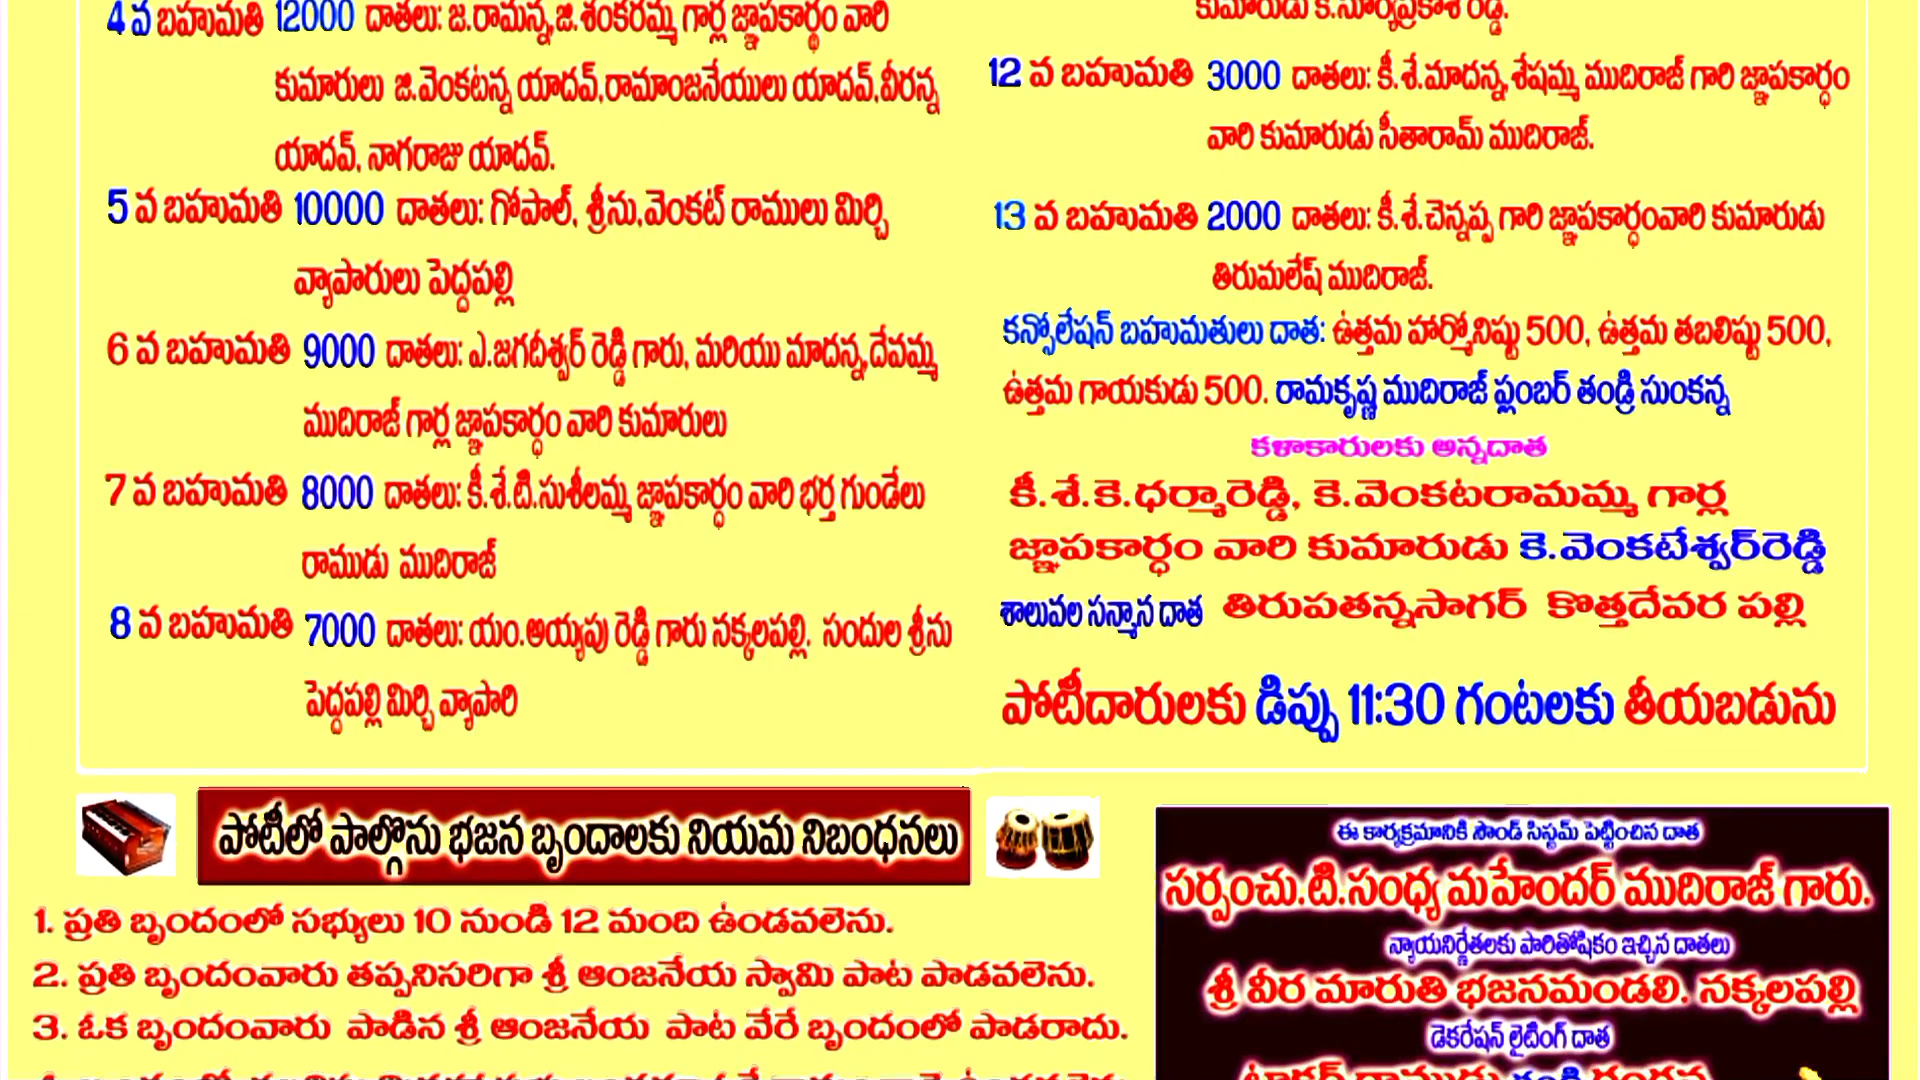 4 వ బహుమతి 12000 దాతలు: జ.రామన్న,జి.శంకరమ్మ గార్ల జ్ఞాపకార్థం వారి
కుమారులు జి.వెంకటన్న యాదవ్,రామాంజనేయులు యాదవ్,వీరన్న
యాదవ్, నాగరాజు యాదవ్.
5 వ బహుమతి 10000 దాతలు: గోపాల్, శ్రీను,వెంకట్ రాములు మిర్చి
వ్యాపారులు పెద్దపల్లి
6 వ బహుమతి 9000 దాతలు: ఎ.జగదీశ్వర్ రెడ్డి గారు, మరియు మాదన్న,దేవమ్మ
ముదిరాజ్ గార్ల జ్ఞాపకార్ధం వారి కుమారులు
7 వ బహుమతి 8000 దాతలు: కీ.శే.టి.సుశీలమ్మ జ్ఞాపకార్ధం వారి భర్త గుండేలు
రాముడు ముదిరాజ్
8 వ బహుమతి 7000 దాతలు: యం.అయ్యపు రెడ్డి గారు నక్కలపల్లి. సందుల శ్రీను
పెద్దపల్లి మిర్చి వ్యాపారి
కుమారుడు కె.సూర్యప్రకాశ్ రెడ్డి.
12 వ బహుమతి 3000 దాతలు: కీ.శే.మాదన్న,శేషమ్మ ముదిరాజ్ గారి జ్ఞాపకార్ధం
వారి కుమారుడు సీతారామ్ ముదిరాజ్.
13 వ బహుమతి 2000 దాతలు: కీ.శే.చెన్నప్ప గారి జ్ఞాపకార్ధంవారి కుమారుడు
తిరుమలేష్ ముదిరాజ్.
కన్సోలేషన్ బహుమతులు దాత: ఉత్తమ హార్మోనిష్టు 500, ఉత్తమ తబలిష్టు 500,
ఉత్తమ గాయకుడు 500. రామకృష్ణ ముదిరాజ్ ప్లంబర్ తండ్రి సుంకన్న
కళాకారులకు అన్నదాత
కీ.శే.కె.ధర్మారెడ్డి, కె.వెంకటరామమ్మ గార్ల
జ్ఞాపకార్ధం వారి కుమారుడు కె.వెంకటేశ్వర్‌రెడ్డి
శాలువల సన్మాన దాత తిరుపతన్నసాగర్ కొత్తదేవర పల్లి
పోటీదారులకు డిప్పు 11:30 గంటలకు తీయబడును
పోటీలో పాల్గొను భజన బృందాలకు నియమ నిబంధనలు
1. ప్రతి బృందంలో సభ్యులు 10 నుండి 12 మంది ఉండవలెను.
2. ప్రతి బృందంవారు తప్పనిసరిగా శ్రీ ఆంజనేయ స్వామి పాట పాడవలెను.
3. ఓక బృందంవారు పాడిన శ్రీ ఆంజనేయ పాట వేరే బృందంలో పాడరాదు.
ఈ కార్యక్రమానికి సౌండ్ సిస్టమ్ పెట్టించిన దాత
సర్పంచు.టి.సంధ్య మహేందర్ ముదిరాజ్ గారు.
న్యాయనిర్ణేతలకు పారితోషికం ఇచ్చిన దాతలు
శ్రీ వీర మారుతి భజనమండలి, నక్కలపల్లి
డెకరేషన్ లైటింగ్ దాత